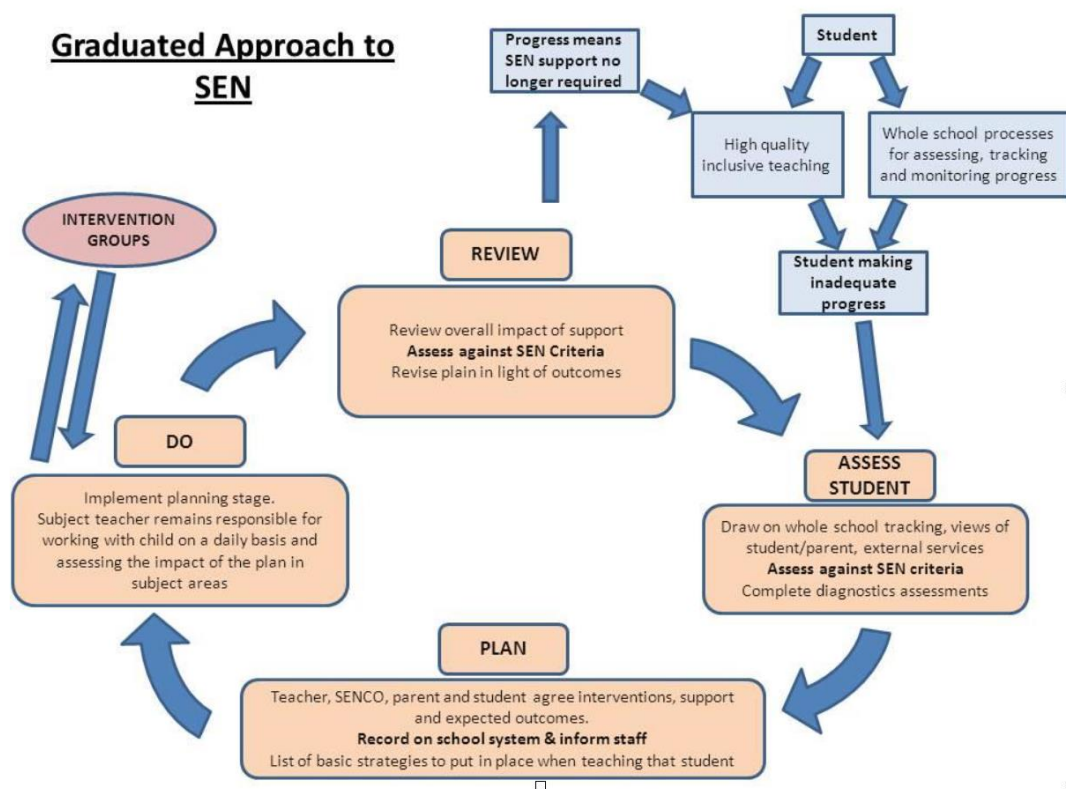 Graduated Approach to
SEN
Progress means
SEN support no
longer required
Student
High quality
inclusive teaching
Whole school processes
for assessing, tracking
and monitoring progress
Student making
inadequate
progress
INTERVENTION
GROUPS
REVIEW
Review overall impact of support
Assess against SEN Criteria
Revise plain in light of outcomes
DO
Implement planning stage.
Subject teacher remains responsible for
working with child on a daily basis and
assessing the impact of the plan in
subject areas
ASSESS
STUDENT
Draw on whole school tracking, views of
student/parent, external services
Assess against SEN criteria
Complete diagnostics assessments
PLAN
Teacher, SENCO, parent and student agree interventions, support
and expected outcomes.
Record on school system & inform staff
List of basic strategies to put in place when teaching that student